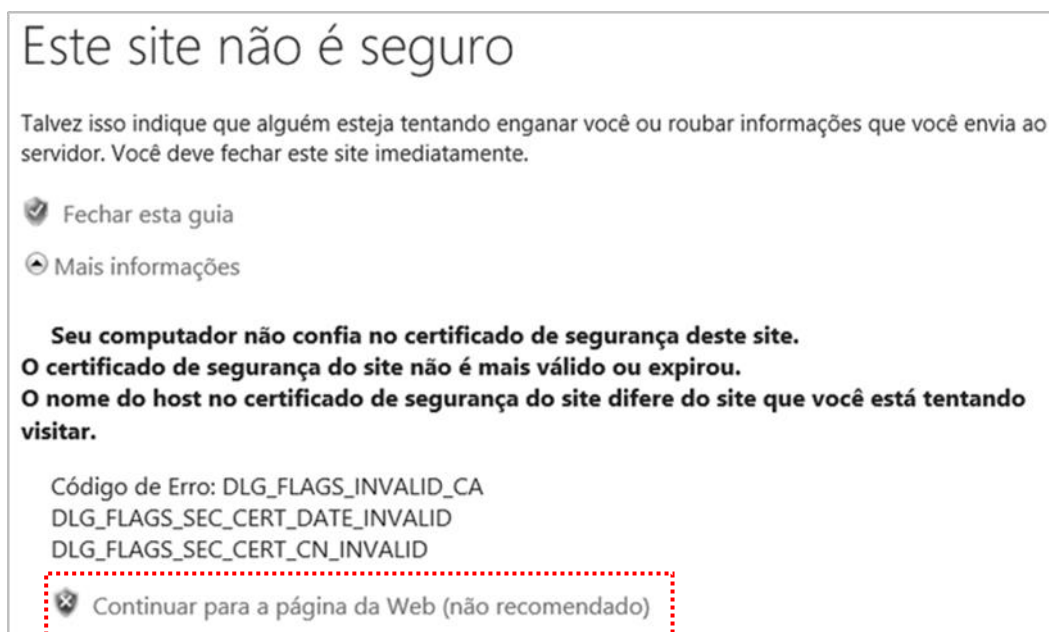 Este site não é seguro
Talvez isso indique que alguém esteja tentando enganar você ou roubar informações que você envia ao
servidor. Você deve fechar este site imediatamente.
Fechar esta guia
Mais informações
Seu computador não confia no certificado de segurança deste site.
O certificado de segurança do site não é mais válido ou expirou.
O nome do host no certificado de segurança do site difere do site que você está tentando
visitar.
Código de Erro: DLG_FLAGS_INVALID_CA
DLG_FLAGS_SEC_CERT_DATE_INVALID
DLG_FLAGS_SEC_CERT_CN_INVALID
Continuar para a página da Web (não recomendado)